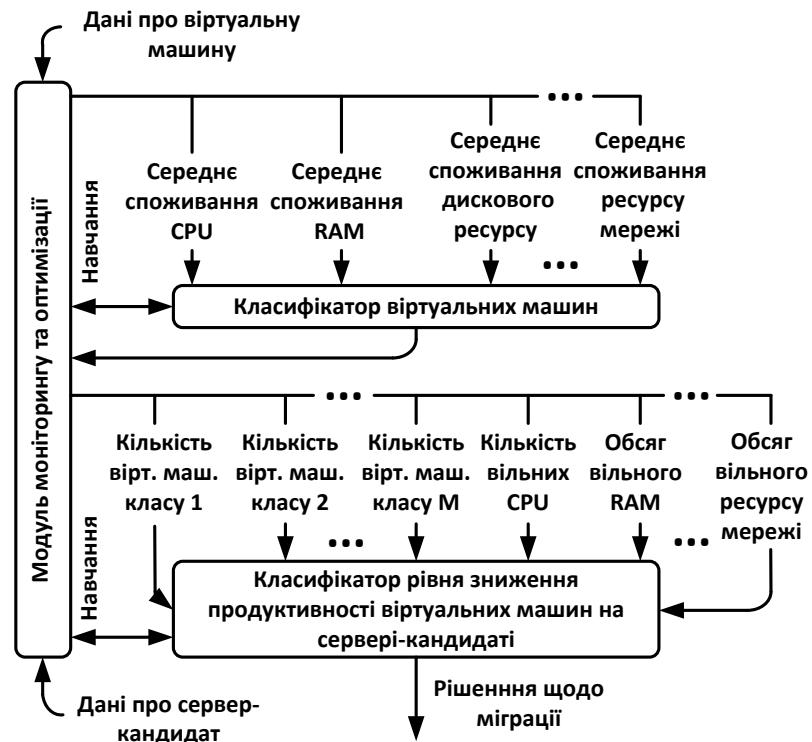 Дані про віртуальну
машину
Модуль моніторингу та оптимізації
...
Середнє
споживання
CPU
Середнє
споживання
RAM
Середнє
споживання
дискового
ресурсу
Середнє
споживання
ресурсу
мережі
...
Навчання
Класифікатор віртуальних машин
...
...
Кількість
вірт. маш.
класу 1
Кількість
вірт. маш.
класу 2
Кількість
вірт. маш.
класу M
Кількість
вільних
CPU
Обсяг
вільного
RAM
Обсяг
вільного
ресурсу
мережі
...
...
Навчання
Класифікатор рівня зниження
продуктивності віртуальних машин на
сервері-кандидаті
Дані про сервер-
кандидат
Рішенння щодо
міграції